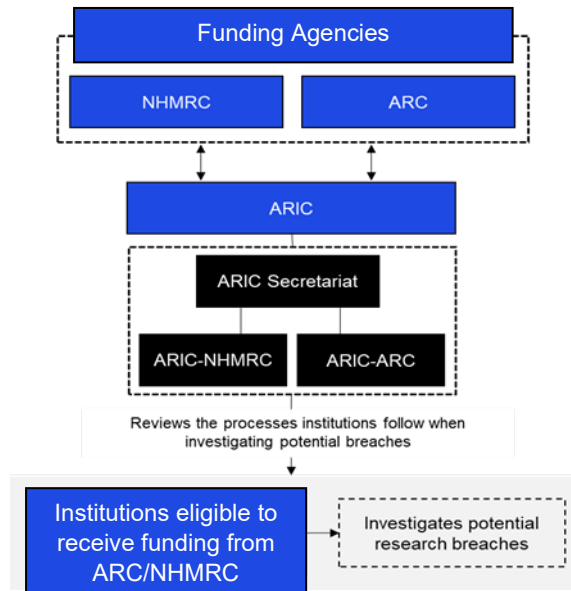 Funding Agencies
NHMRC
ARC
ARIC
ARIC Secretariat
ARIC-NHMRC
ARIC-ARC
Reviews the processes institutions follow when
investigating potential breaches
Institutions eligible to
receive funding from
ARC/NHMRC
Investigates potential
research breaches